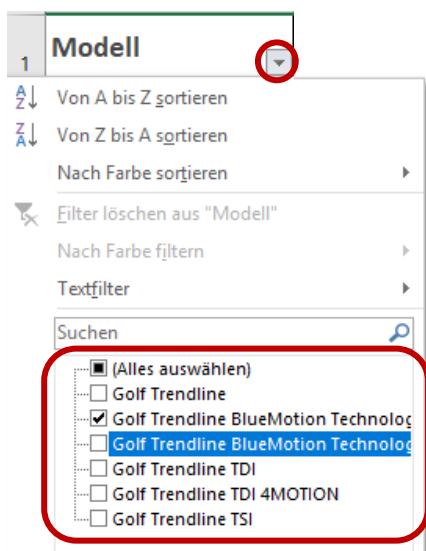 1 Modell
Von A bis Z sortieren
Von Z bis A sortieren
Nach Farbe sortieren
Filter löschen aus "Modell"
Nach Farbe filtern
Textfilter
Suchen
(Alles auswählen)
Golf Trendline
Golf Trendline BlueMotion Technolog
Golf Trendline BlueMotion Technolog
Golf Trendline TDI
Golf Trendline TDI 4MOTION
Golf Trendline TSI